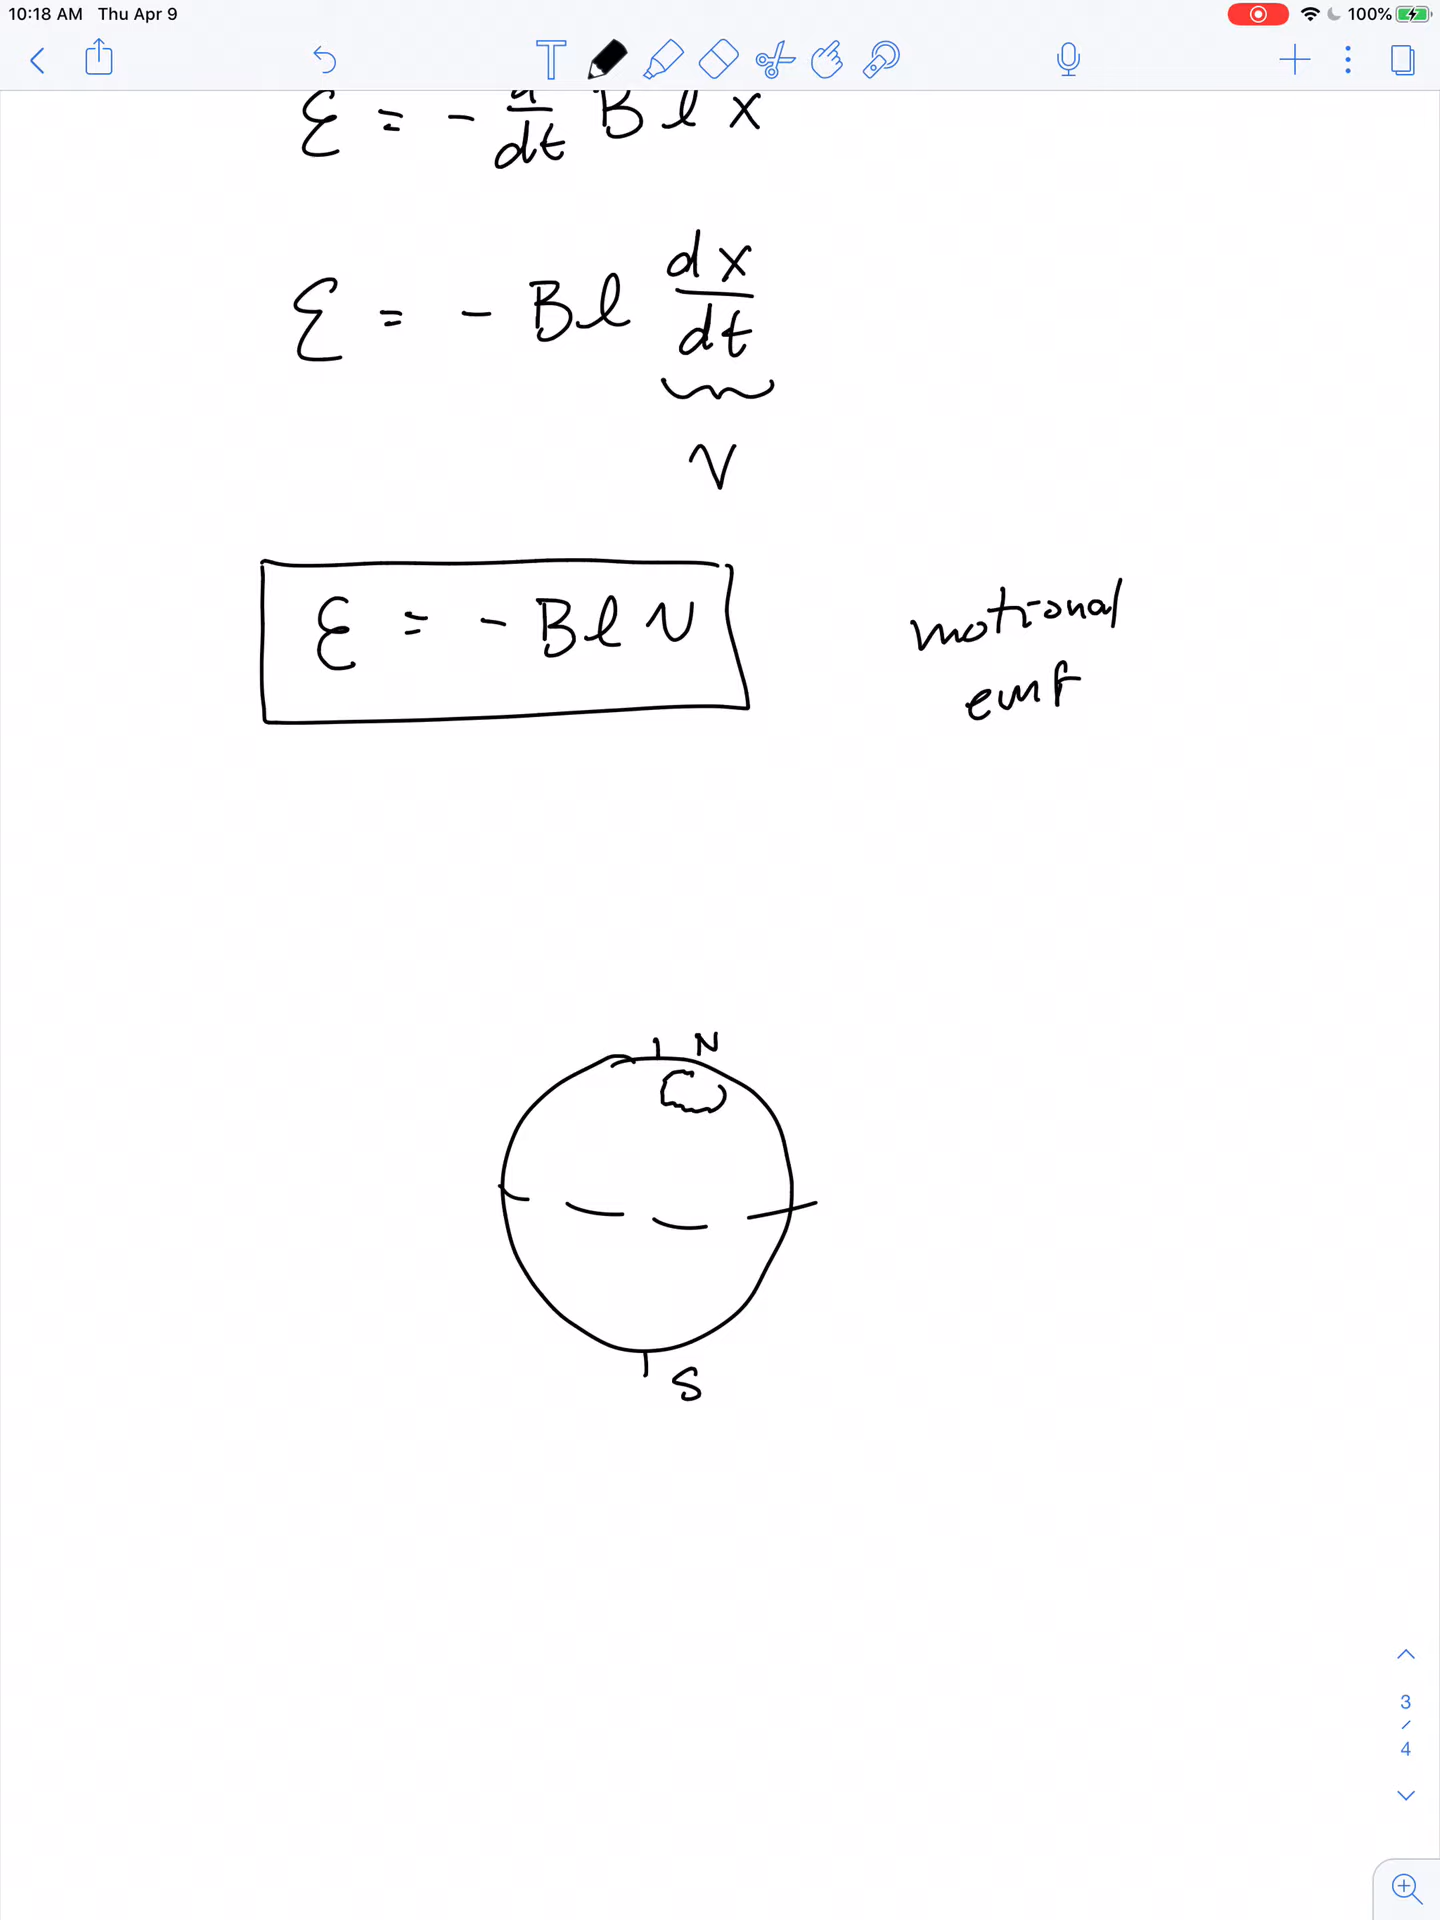 10:18 AM Thu Apr 9
100%
ℰ = - d/dt B l x
ℰ = - B l dx/dt
v
ℰ = - B l v
motional
emf
N
S
3
/
4